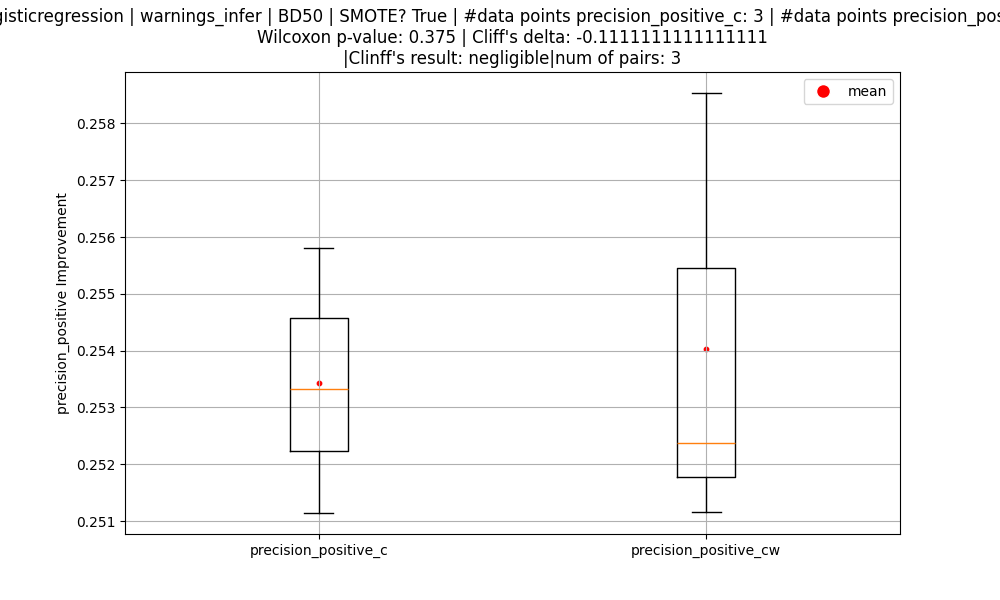 | warnings_infer | BD50 | SMOTE? True | #data points precision_positive_c: 3 | #data points
Wilcoxon p-value: 0.375 | Cliff's delta: -0.1111111111111111
|Clinff's result: negligible|num of pairs: 3
mean
0.258
0.257
0.256
0.255
0.254
0.253
0.252
0.251
precision_positive Improvement
precision_positive_c
precision_positive_cw